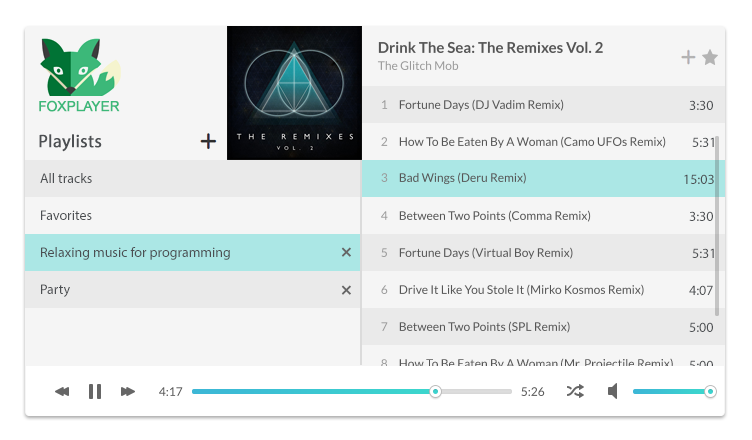 FOXPLAYER
Playlists
All tracks
Favorites
Relaxing music for programming
Party
THE REMIXES
VOL. 2
Drink The Sea: The Remixes Vol. 2
The Glitch Mob
1 Fortune Days (DJ Vadim Remix) 3:30
2 How To Be Eaten By A Woman (Camo UFOs Remix) 5:31
3 Bad Wings (Deru Remix) 15:03
4 Between Two Points (Comma Remix) 3:30
5 Fortune Days (Virtual Boy Remix) 5:31
6 Drive It Like You Stole It (Mirko Kosmos Remix) 4:07
7 Between Two Points (SPL Remix) 5:00
8 How To Be Eaten By A Woman (Mr. Projectile Remix) 5:00
4:17
5:26